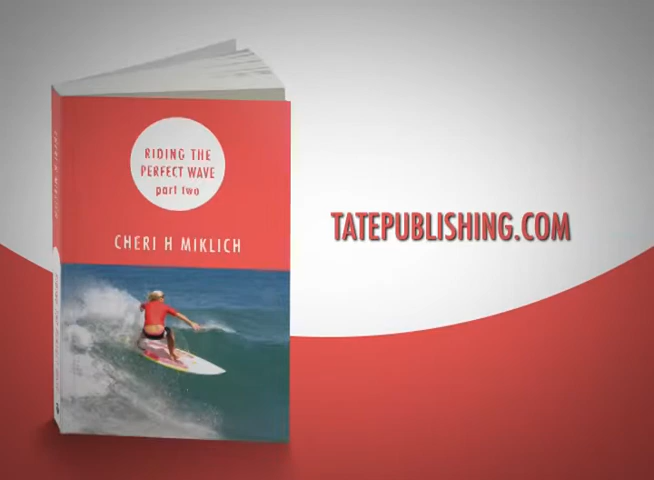 RIDING THE
PERFECT WAVE
part two
CHERI H MIKLICH
TATEPUBLISHING.COM